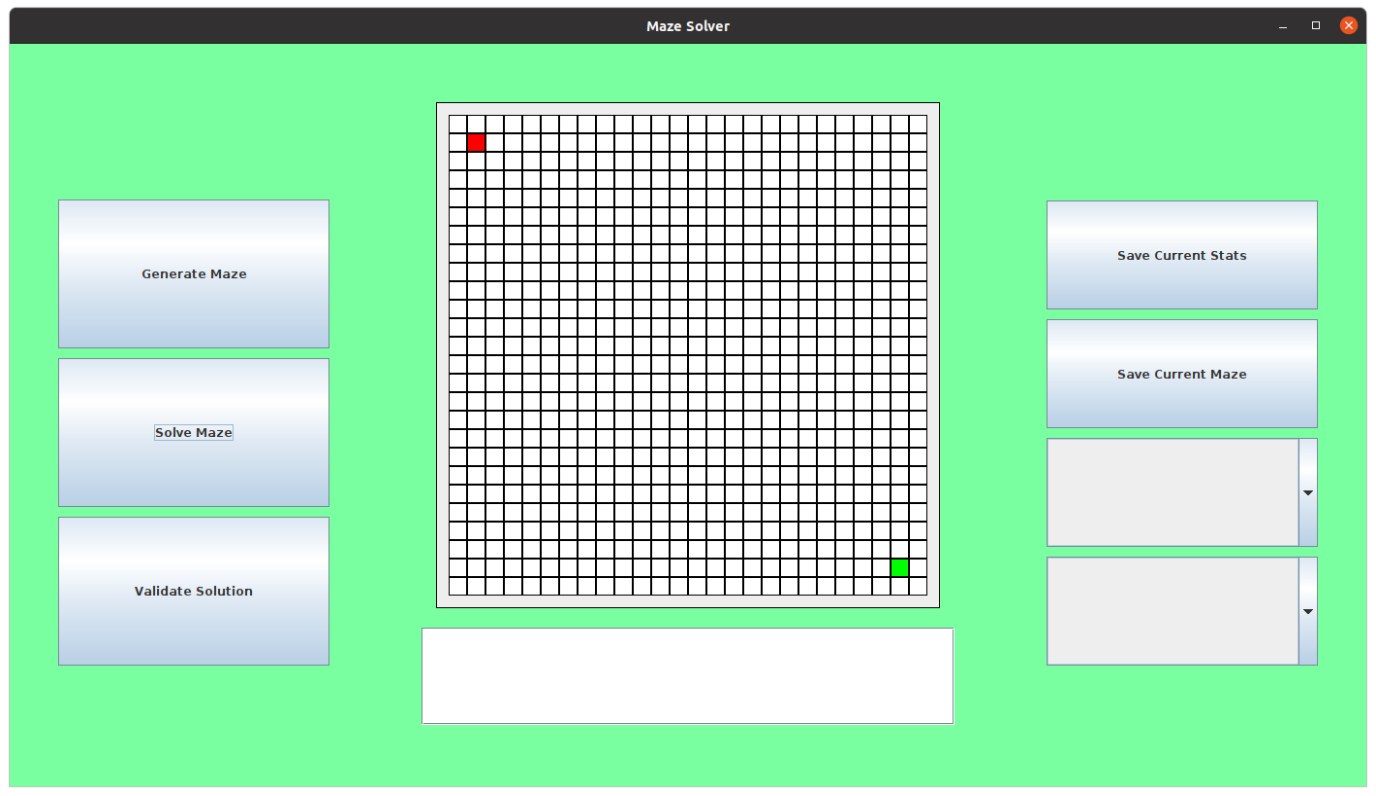 Maze Solver
Generate Maze
Solve Maze
Validate Solution
Save Current Stats
Save Current Maze